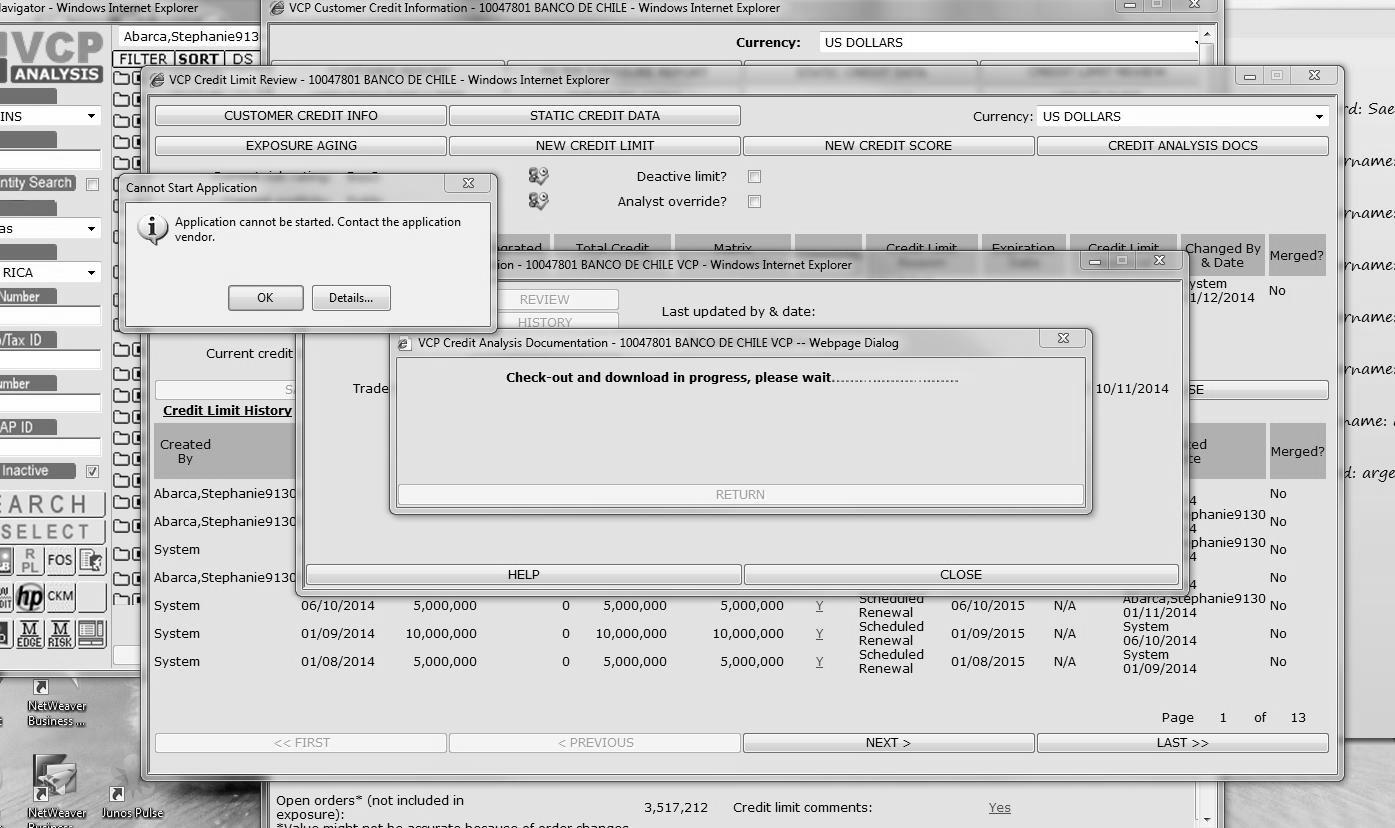 avigator - Windows Internet Explorer
VCP Customer Credit Information - 10047801 BANCO DE CHILE - Windows Internet Explorer
Abarca,Stephanie913
Currency: US DOLLARS
VCP
ANALYSIS
FILTER SORT DS
VCP Credit Limit Review - 10047801 BANCO DE CHILE - Windows Internet Explorer
CUSTOMER CREDIT INFO
STATIC CREDIT DATA
Currency: US DOLLARS
EXPOSURE AGING
NEW CREDIT LIMIT
NEW CREDIT SCORE
CREDIT ANALYSIS DOCS
Deactive limit?
Analyst override?
INS
ntity Search
as
RICA
Number
o/Tax ID
umber
AP ID
Inactive
EARCH
SELECT
R
PL
FOS
hp
CKM
M
EDGE
M
RISK
Cannot Start Application
Application cannot be started. Contact the application
vendor.
OK
Details...
egrated
Total Credit
Matrix
Credit Limit
Expiration
Credit Limit
Changed By
& Date
Merged?
ystem
1/12/2014
No
ion - 10047801 BANCO DE CHILE VCP - Windows Internet Explorer
REVIEW
HISTORY
Last updated by & date:
Current credit
Trade
10/11/2014
SE
VCP Credit Analysis Documentation - 10047801 BANCO DE CHILE VCP -- Webpage Dialog
Check-out and download in progress, please wait............................
RETURN
HELP
CLOSE
Credit Limit History
Created
By
Merged?
Abarca,Stephanie9130
No
Abarca,Stephanie9130
phanie9130
No
System
phanie9130
No
Abarca,Stephanie9130
No
System 06/10/2014 5,000,000 0 5,000,000 5,000,000 Y Scheduled Renewal 06/10/2015 N/A Abarca,Stephanie9130 01/11/2014 No
System 01/09/2014 10,000,000 0 10,000,000 10,000,000 Y Scheduled Renewal 01/09/2015 N/A System 06/10/2014 No
System 01/08/2014 5,000,000 0 5,000,000 5,000,000 Y Scheduled Renewal 01/08/2015 N/A System 01/09/2014 No
Page 1 of 13
<< FIRST
< PREVIOUS
NEXT >
LAST >>
Open orders* (not included in
exposure):
3,517,212
Credit limit comments:
Yes
*Value might not be accurate because of order changes
NetWeaver
Business ...
NetWeaver
Business
Junos Pulse
rd: Sae
rname:
rname:
rname:
rname:
rname:
name:
d: arge